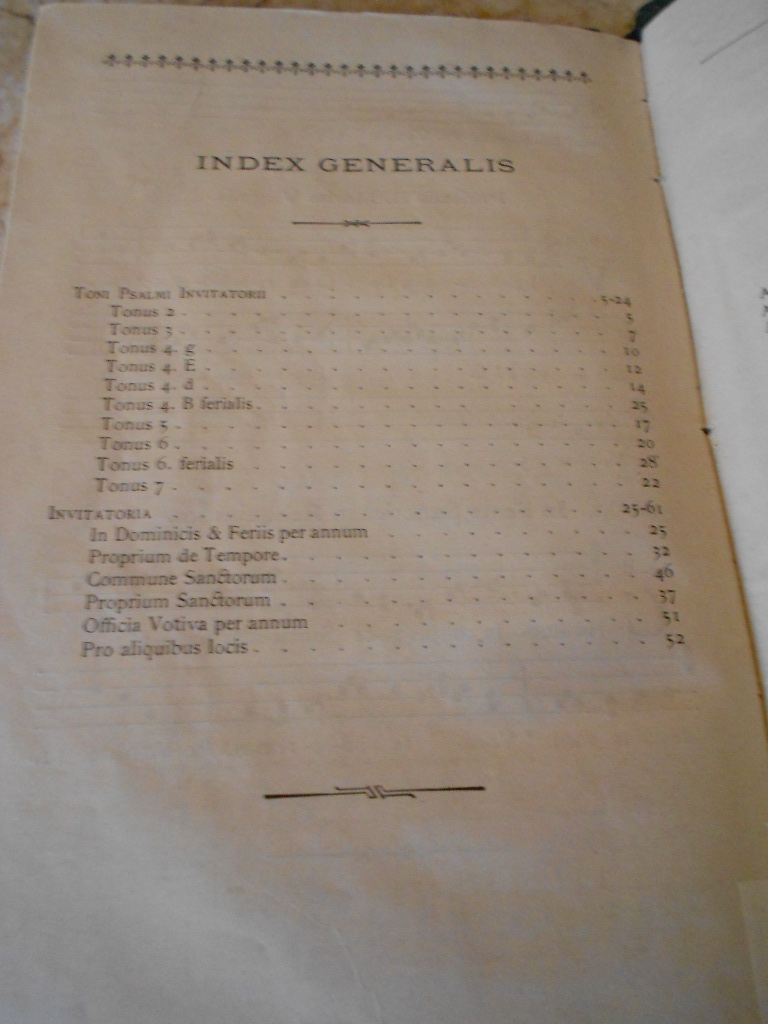 INDEX GENERALIS
TONI PSALMI INVITATORII . . . . . . . . . . . . 5-24
Tonus 2 . . . . . . . . . . . . . . . . . 5
Tonus 3 . . . . . . . . . . . . . . . . . 7
Tonus 4. g . . . . . . . . . . . . . . . . 10
Tonus 4. E . . . . . . . . . . . . . . . . 12
Tonus 4. d . . . . . . . . . . . . . . . . 14
Tonus 4. B ferialis . . . . . . . . . . . . . . 25
Tonus 5 . . . . . . . . . . . . . . . . . 17
Tonus 6 . . . . . . . . . . . . . . . . . 20
Tonus 6. ferialis . . . . . . . . . . . . . . 28
Tonus 7 . . . . . . . . . . . . . . . . . 22
INVITATORIA . . . . . . . . . . . . . . . . 25-61
In Dominicis & Feriis per annum . . . . . . . . . 25
Proprium de Tempore . . . . . . . . . . . . . 32
Commune Sanctorum . . . . . . . . . . . . . 46
Proprium Sanctorum . . . . . . . . . . . . . 37
Officia Votiva per annum . . . . . . . . . . . 51
Pro aliquibus locis . . . . . . . . . . . . . . 52